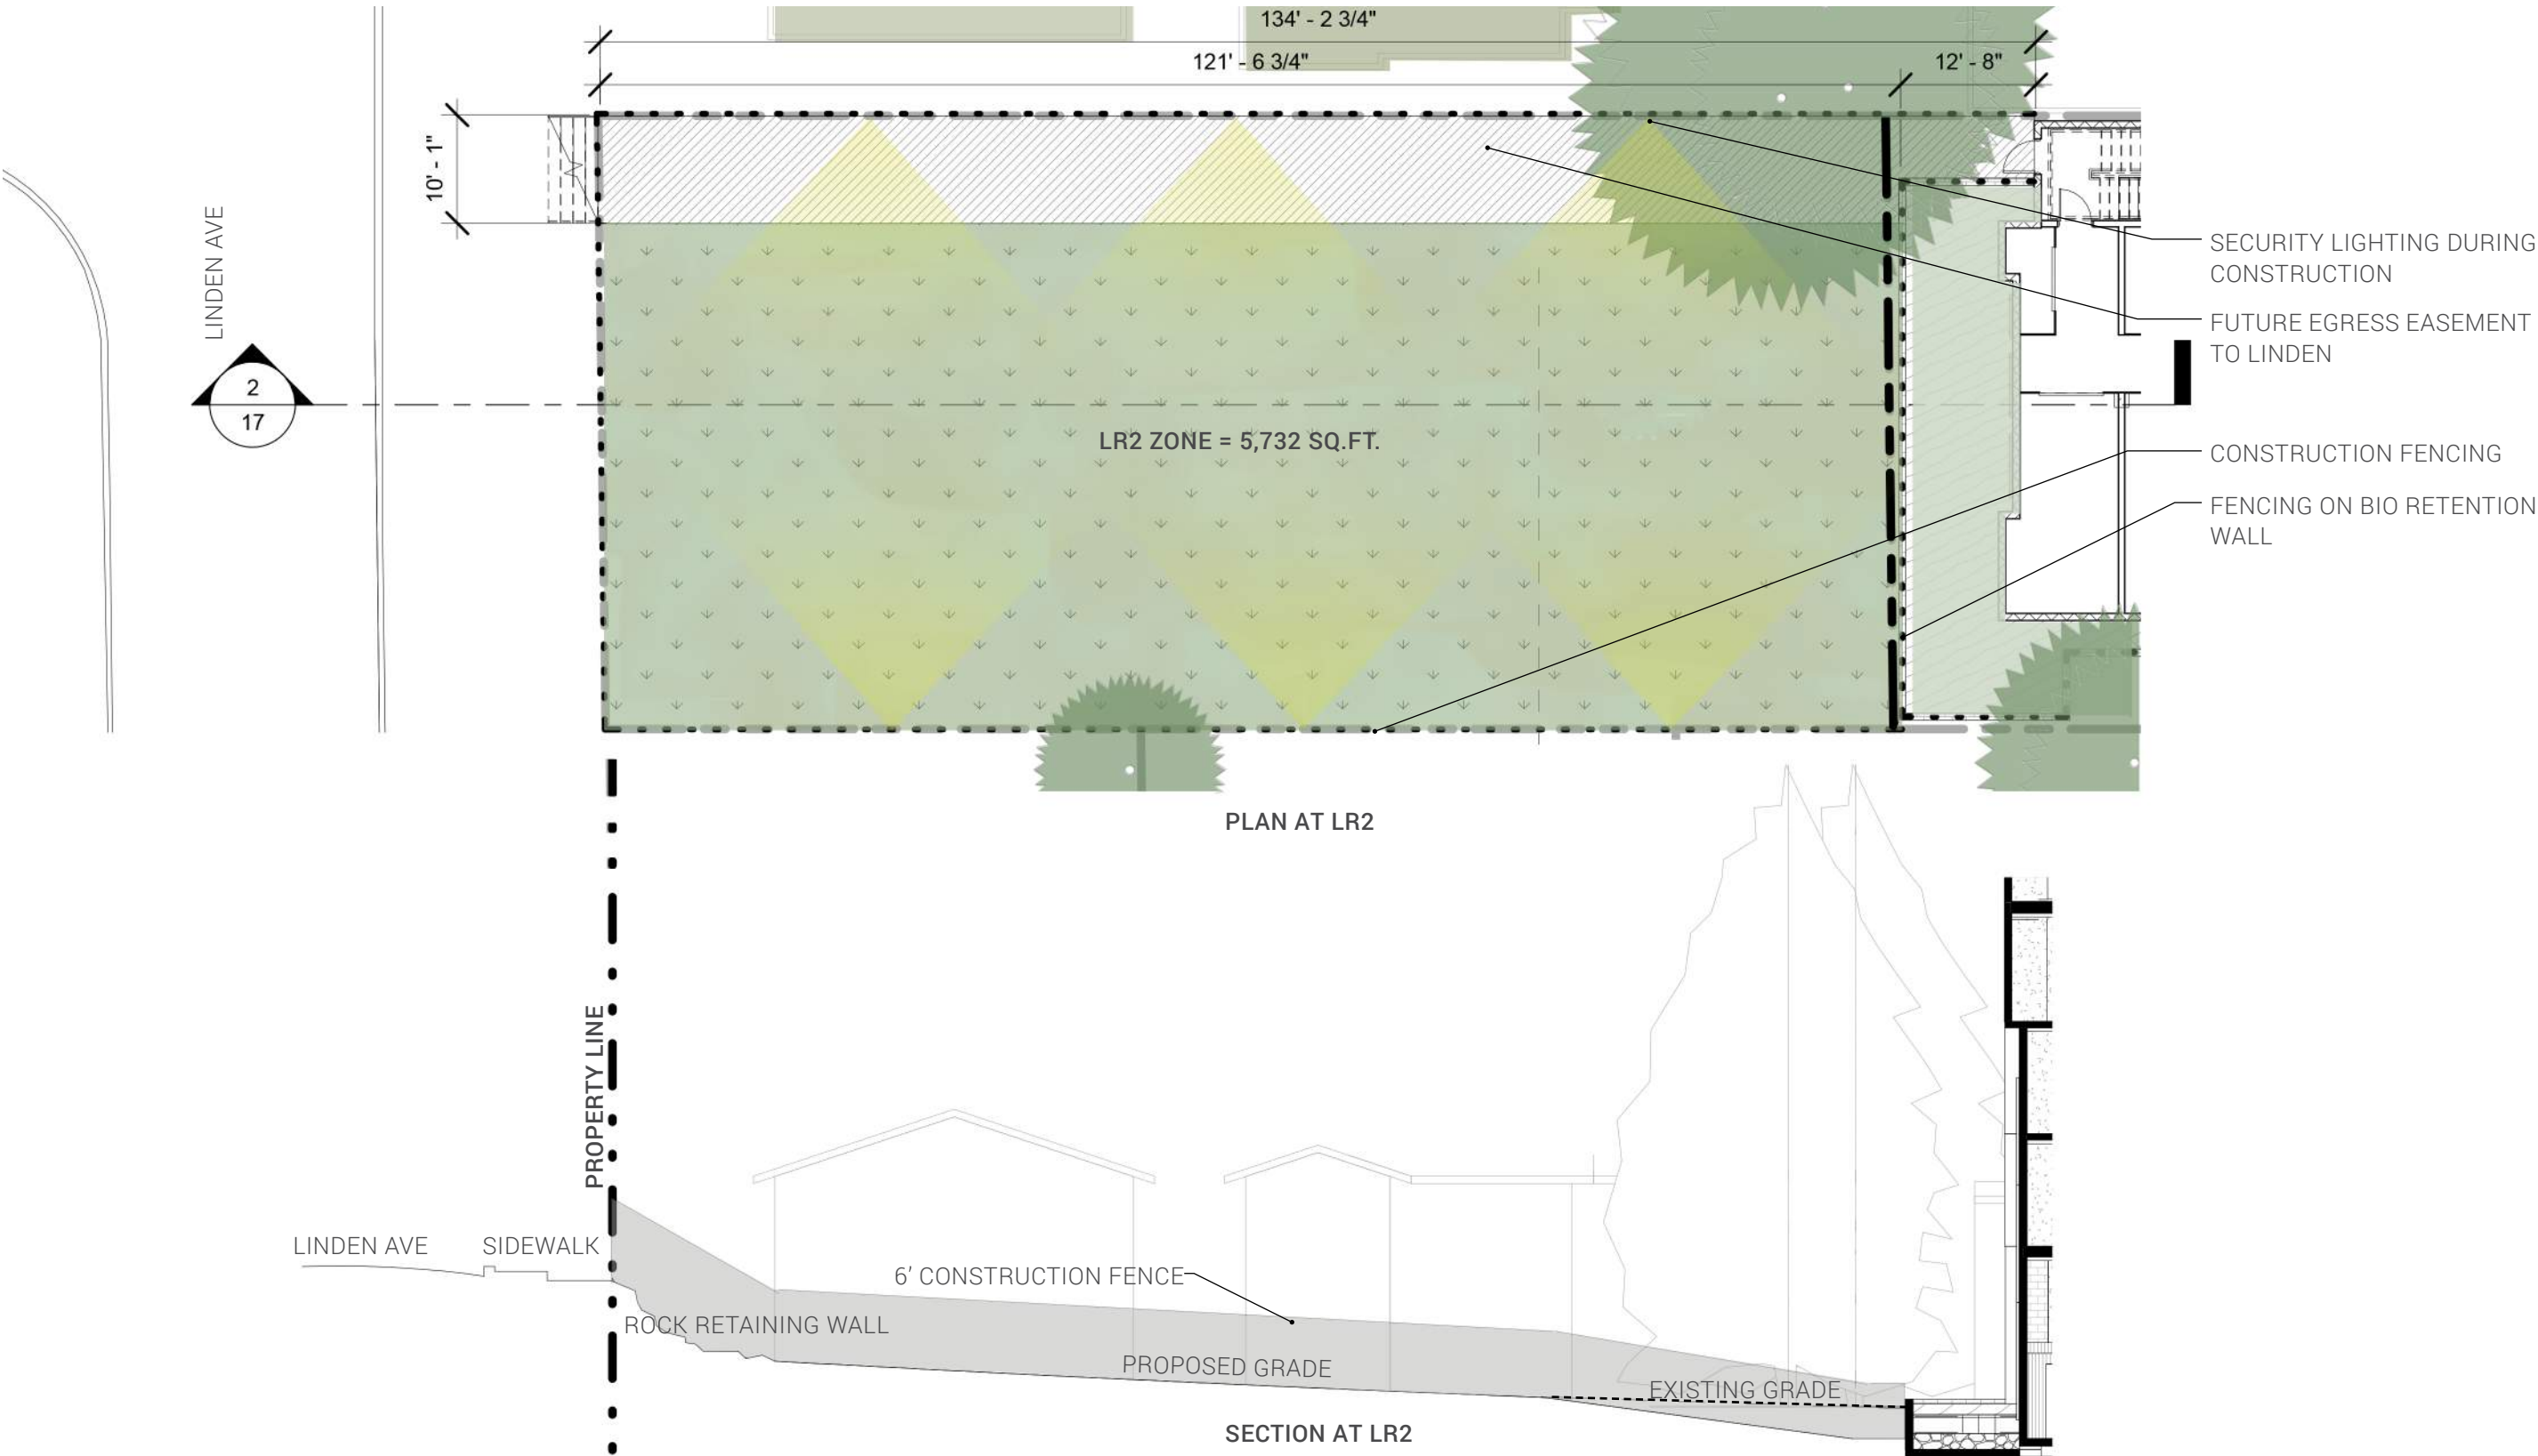 134' - 2 3/4"
121' - 6 3/4"
12' - 8"
10' - 1"
LINDEN AVE
2
17
LR2 ZONE = 5,732 SQ.FT.
SECURITY LIGHTING DURING
CONSTRUCTION
FUTURE EGRESS EASEMENT
TO LINDEN
CONSTRUCTION FENCING
FENCING ON BIO RETENTION
WALL
PLAN AT LR2
PROPERTY LINE
LINDEN AVE
SIDEWALK
6' CONSTRUCTION FENCE
ROCK RETAINING WALL
PROPOSED GRADE
EXISTING GRADE
SECTION AT LR2